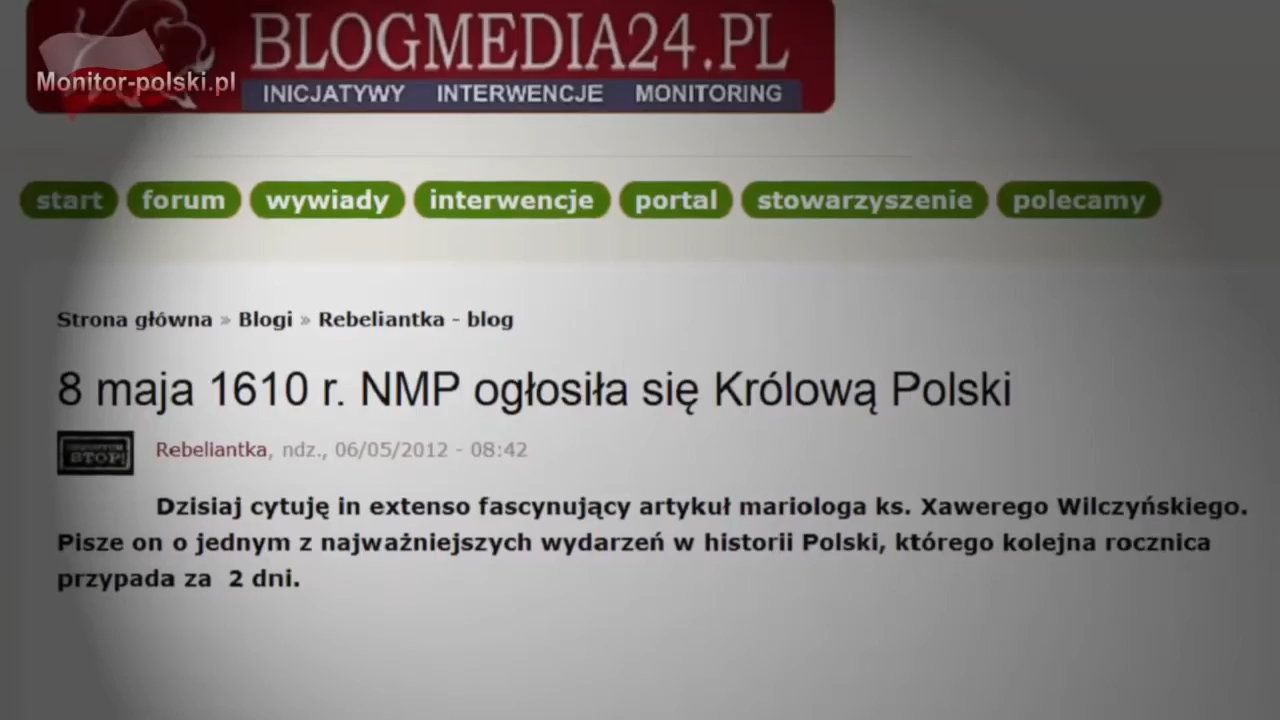 BLOGMEDIA24.PL
Monitor-polski.pl
INICJATYWY INTERWENCJE MONITORING
start forum wywiady interwencje portal stowarzyszenie polecamy
Strona główna » Blogi » Rebeliantka - blog
8 maja 1610 r. NMP ogłosiła się Królową Polski
STOP!
Rebeliantka, ndz., 06/05/2012 - 08:42
Dzisiaj cytuję in extenso fascynujący artykuł mariologa ks. Xawerego Wilczyńskiego.
Pisze on o jednym z najważniejszych wydarzeń w historii Polski, którego kolejna rocznica
przypada za 2 dni.